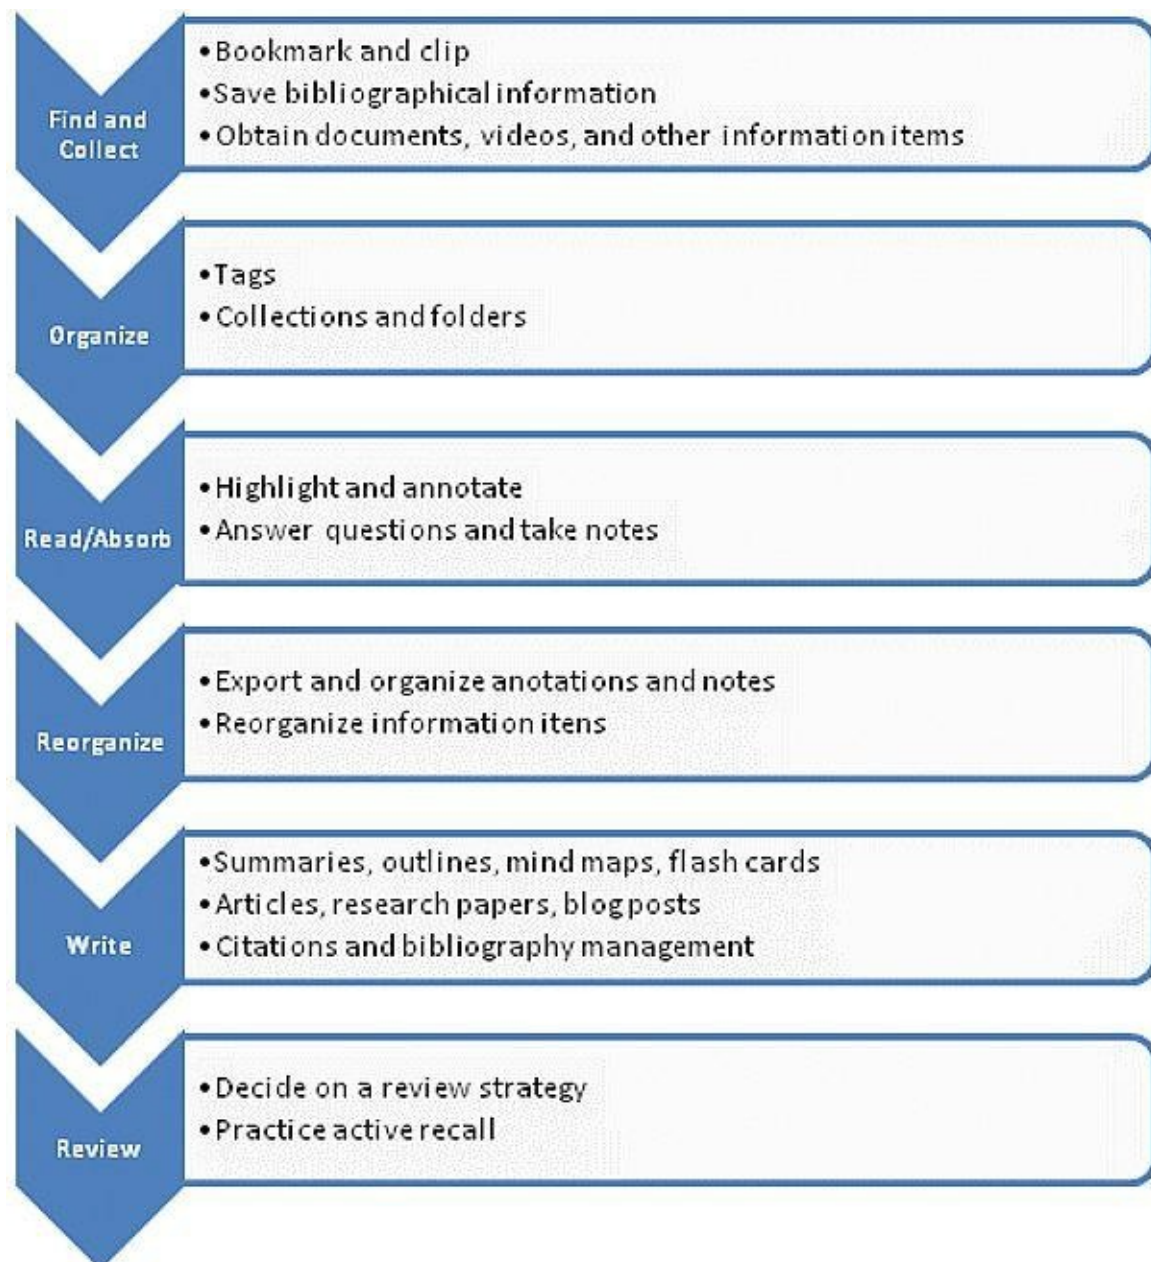 Find and
Collect
•Bookmark and clip
•Save bibliographical information
•Obtain documents, videos, and other information items
Organize
•Tags
•Collections and folders
Read/Absorb
•Highlight and annotate
•Answer questions and take notes
Reorganize
•Export and organize anotations and notes
•Reorganize information itens
Write
•Summaries, outlines, mind maps, flash cards
•Articles, research papers, blog posts
•Citations and bibliography management
Review
•Decide on a review strategy
•Practice active recall